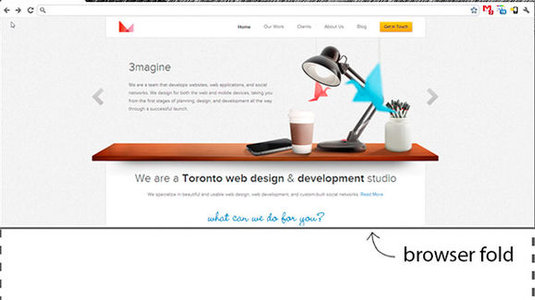 Home Our Work Clients About Us Blog Get in Touch
3magine
We are a team that develops websites, web applications, and social
networks. We design for both the web and mobile devices, taking you
from the first stages of planning, design, and development all the way
through a successful launch.
We are a Toronto web design & development studio
We specialize in beautiful and usable web design, web development, and custom-built social networks. Read More
what can we do for you?
browser fold